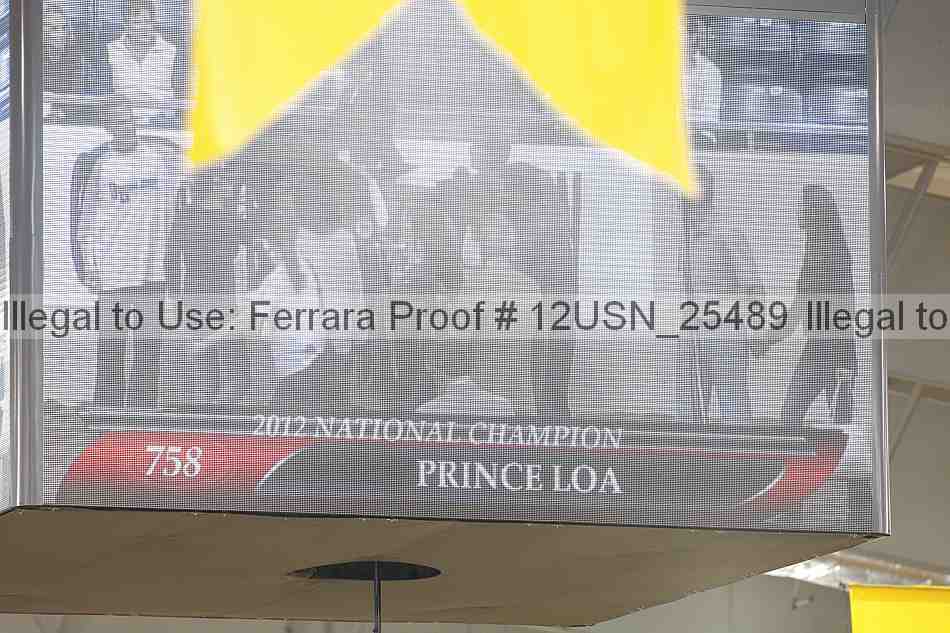 Illegal to Use: Ferrara Proof # 12USN_25489 Illegal to
2012 NATIONAL CHAMPION
758 PRINCE LOA